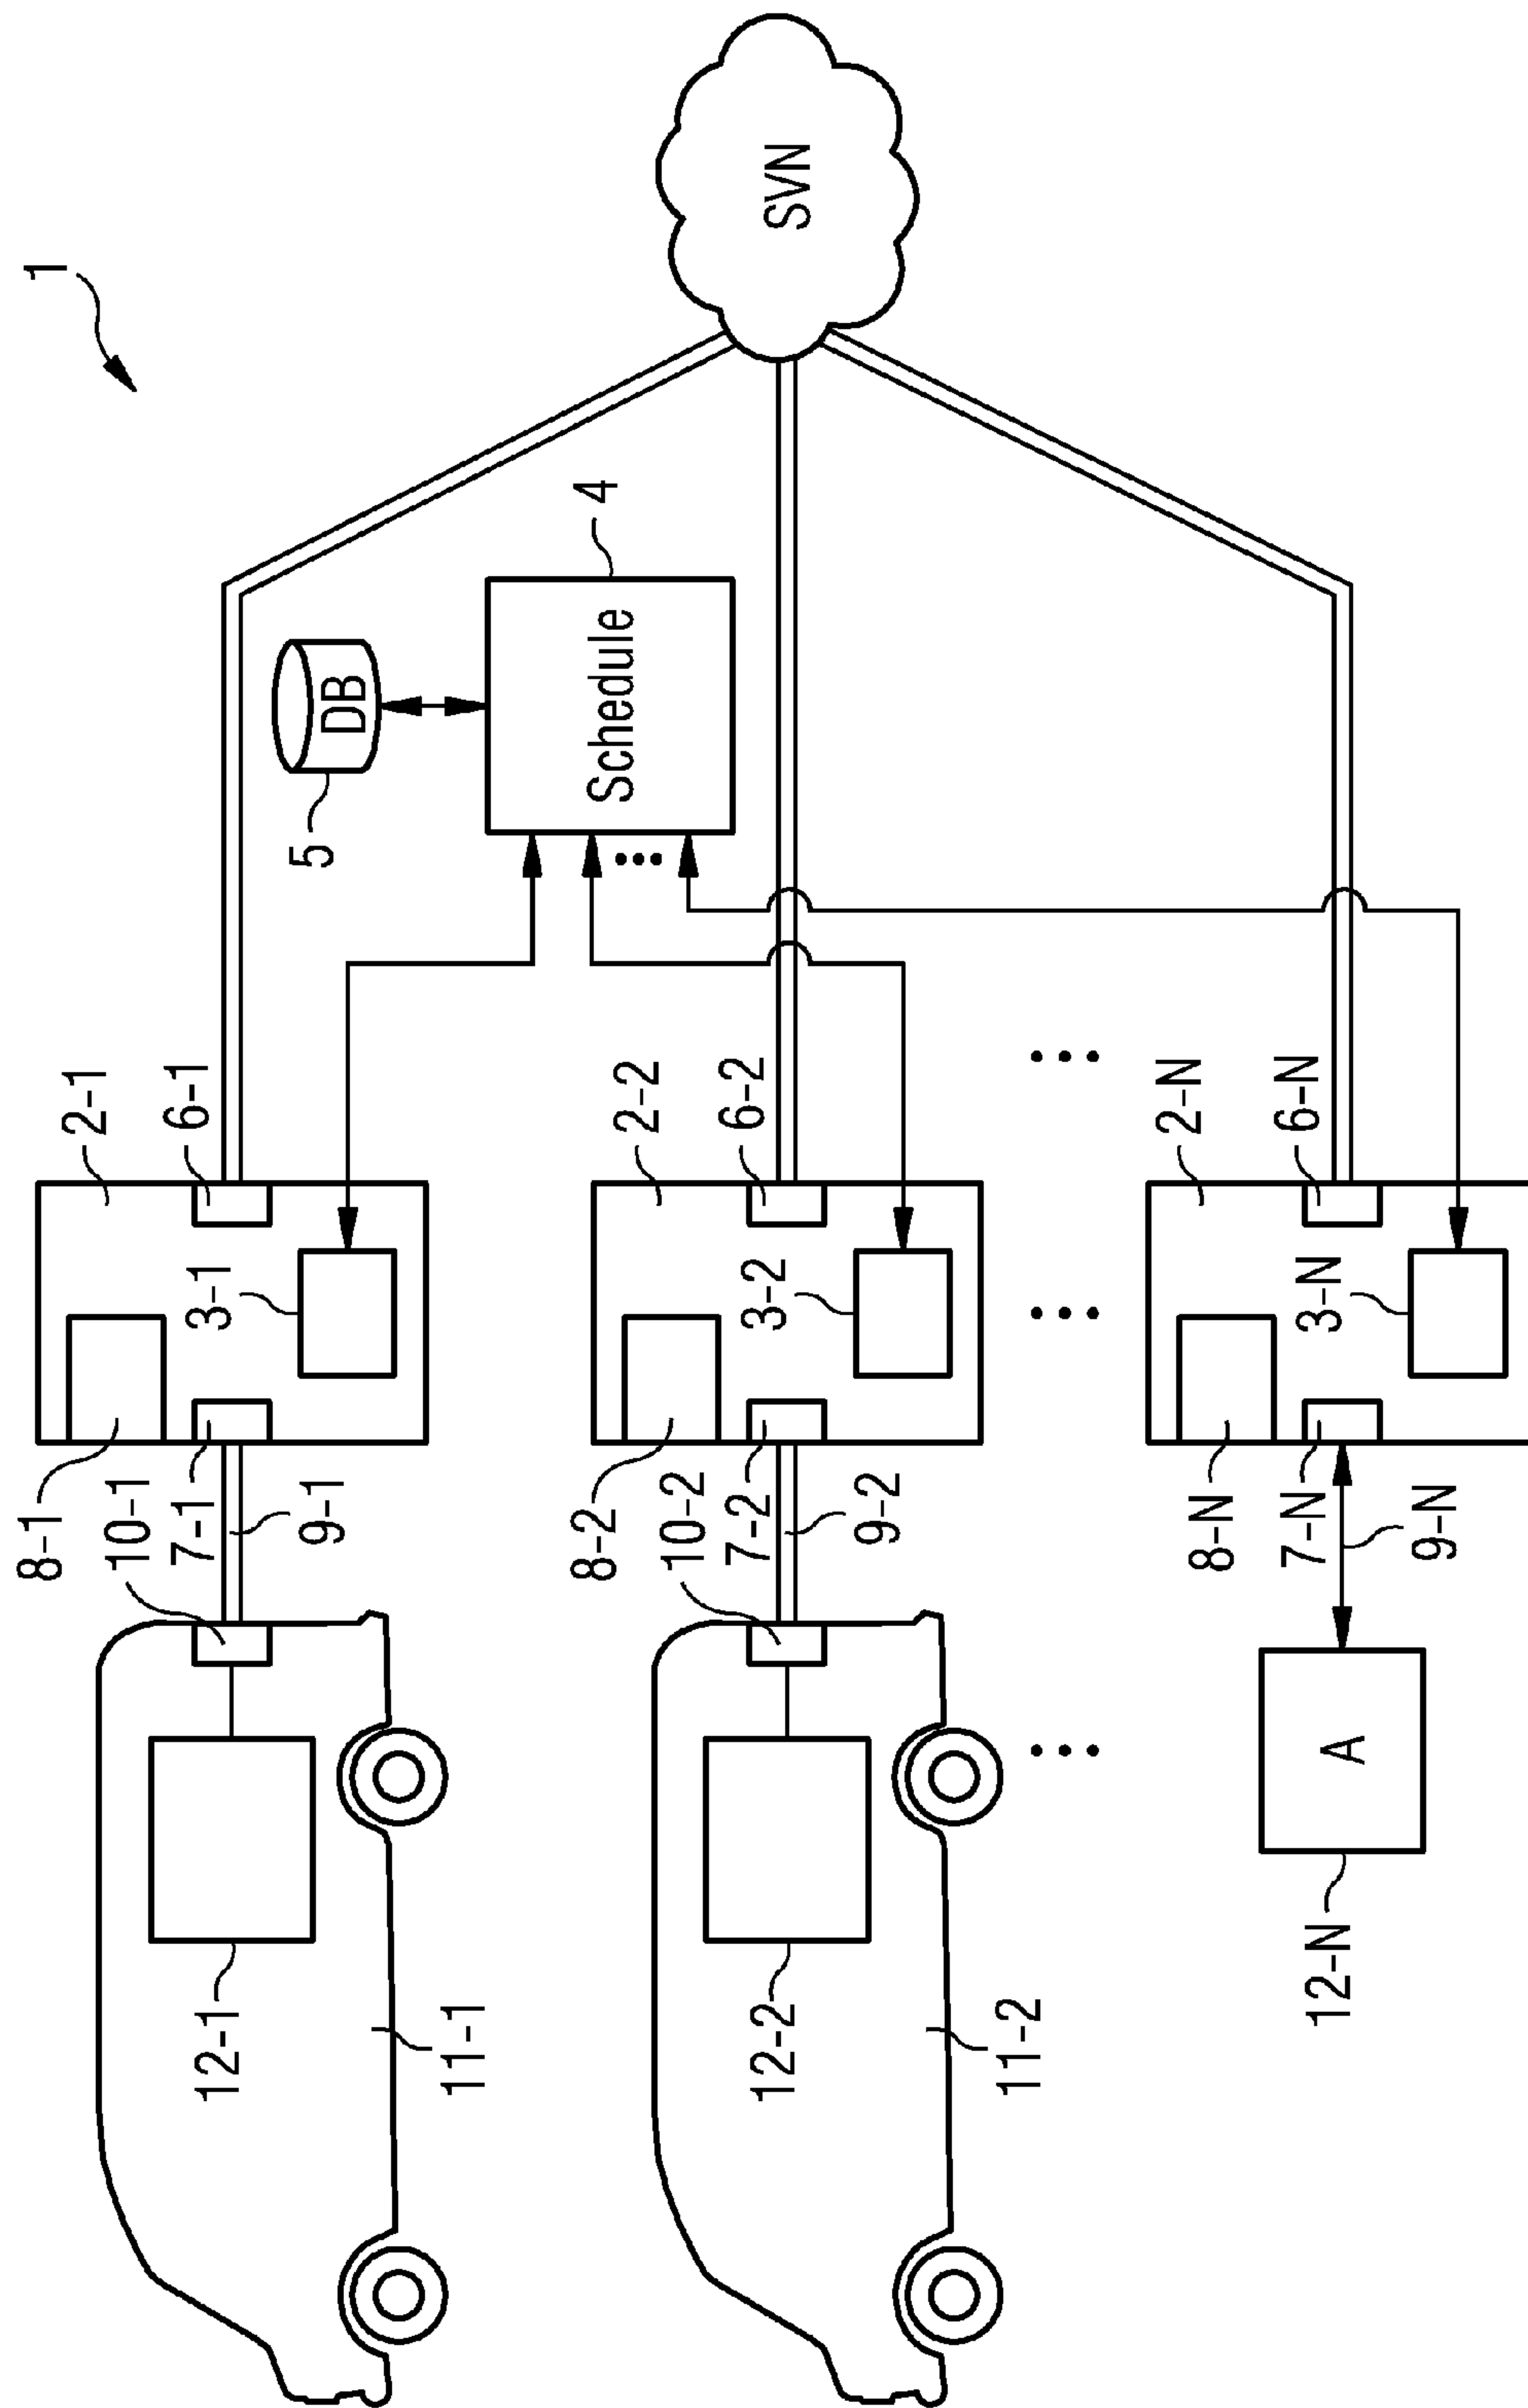 1
SVN
4
Schedule
DB
5
2-1
6-1
3-1
8-1
10-1
7-1
9-1
12-1
11-1
2-2
6-2
3-2
8-2
10-2
7-2
9-2
12-2
11-2
2-N
6-N
3-N
8-N
7-N
9-N
A
12-N